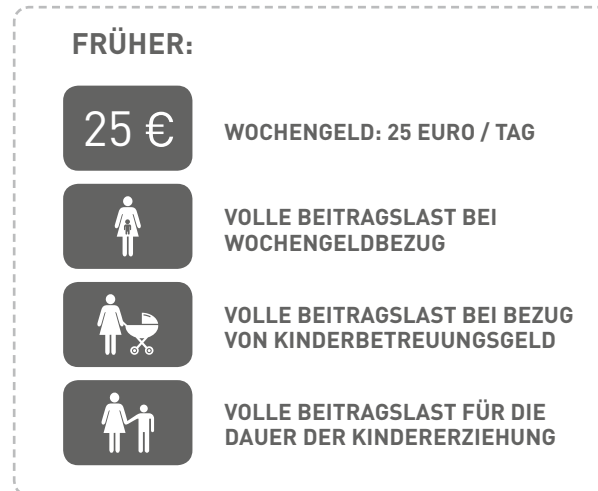 FRÜHER:
25 €
WOCHENGELD: 25 EURO / TAG
VOLLE BEITRAGSLAST BEI
WOCHENGELDBEZUG
VOLLE BEITRAGSLAST BEI BEZUG
VON KINDERBETREUUNGSGELD
VOLLE BEITRAGSLAST FÜR DIE
DAUER DER KINDERERZIEHUNG